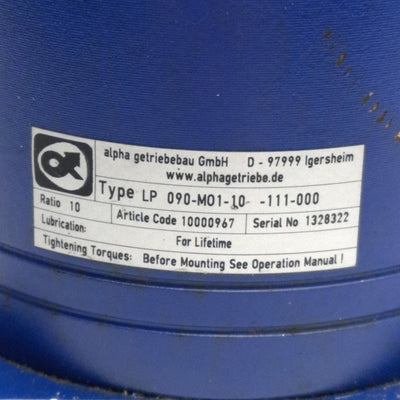 alpha getriebebau GmbH D - 97999 Igersheim
www.alphagetriebe.de
Type LP 090-M01-10 -111-000
Ratio 10 Article Code 10000967 Serial No 1328322
Lubrication: For Lifetime
Tightening Torques: Before Mounting See Operation Manual !